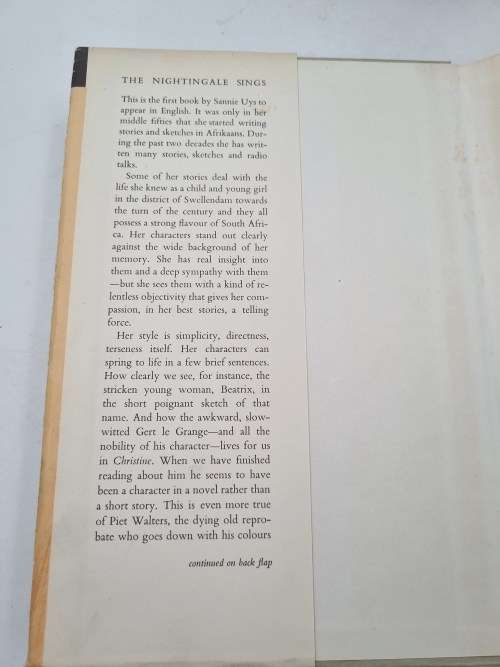 THE NIGHTINGALE SINGS
This is the first book by Sannie Uys to
appear in English. It was only in her
middle fifties that she started writing
stories and sketches in Afrikaans. Dur-
ing the past two decades she has writ-
ten many stories, sketches and radio
talks.
Some of her stories deal with the
life she knew as a child and young girl
in the district of Swellendam towards
the turn of the century and they all
possess a strong flavour of South Afri-
ca. Her characters stand out clearly
against the wide background of her
memory. She has real insight into
them and a deep sympathy with them
—but she sees them with a kind of re-
lentless objectivity that gives her com-
passion, in her best stories, a telling
force.
Her style is simplicity, directness,
terseness itself. Her characters can
spring to life in a few brief sentences.
How clearly we see, for instance, the
stricken young woman, Beatrix, in
the short poignant sketch of that
name. And how the awkward, slow-
witted Gert le Grange—and all the
nobility of his character—lives for us
in Christine. When we have finished
reading about him he seems to have
been a character in a novel rather than
a short story. This is even more true
of Piet Walters, the dying old repro-
bate who goes down with his colours
continued on back flap